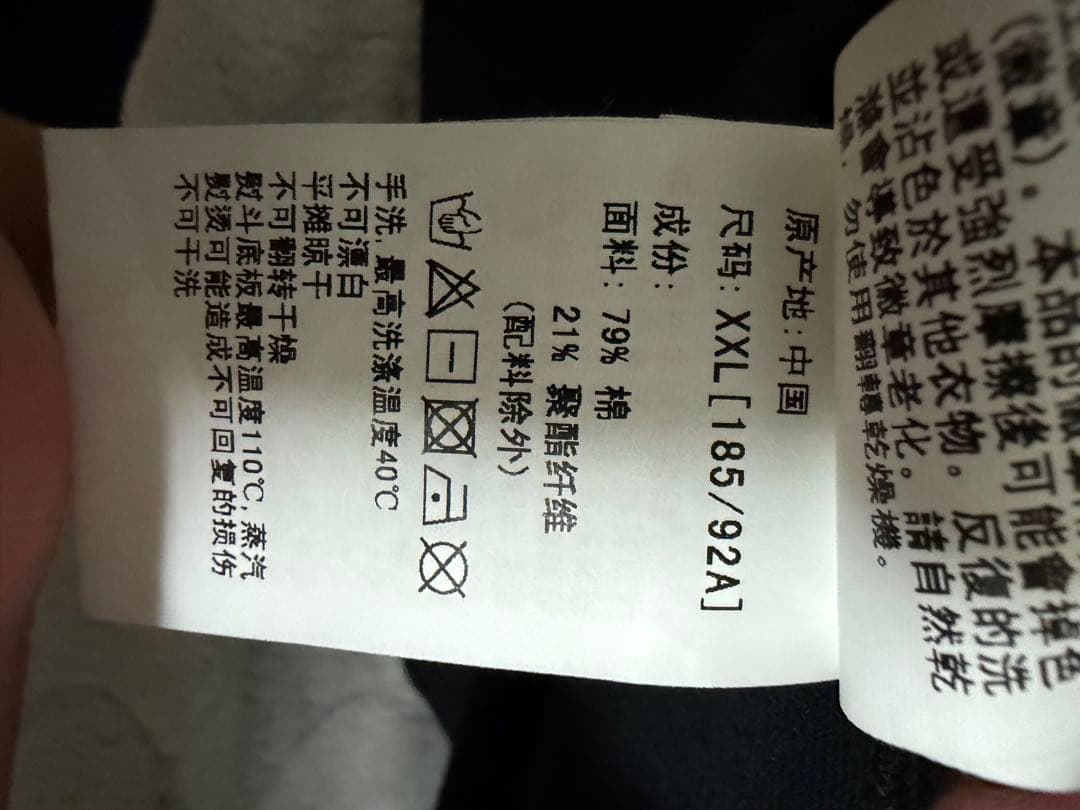 (徽章)。本品的徽章
或遭受強烈摩擦後可能會掉色
並沾色於其他衣物。反復的洗
滌會導致徽章老化。請自然乾
燥，勿使用翻轉乾燥機。
原产地:中国
尺码: XXL[185/92A]
成份:
面料: 79% 棉
21% 聚酯纤维
(配料除外)
手洗,最高洗涤温度40℃
不可漂白
平摊晾干
不可翻转干燥
熨斗底板最高温度110℃,蒸汽
熨烫可能造成不可回复的损伤
不可干洗